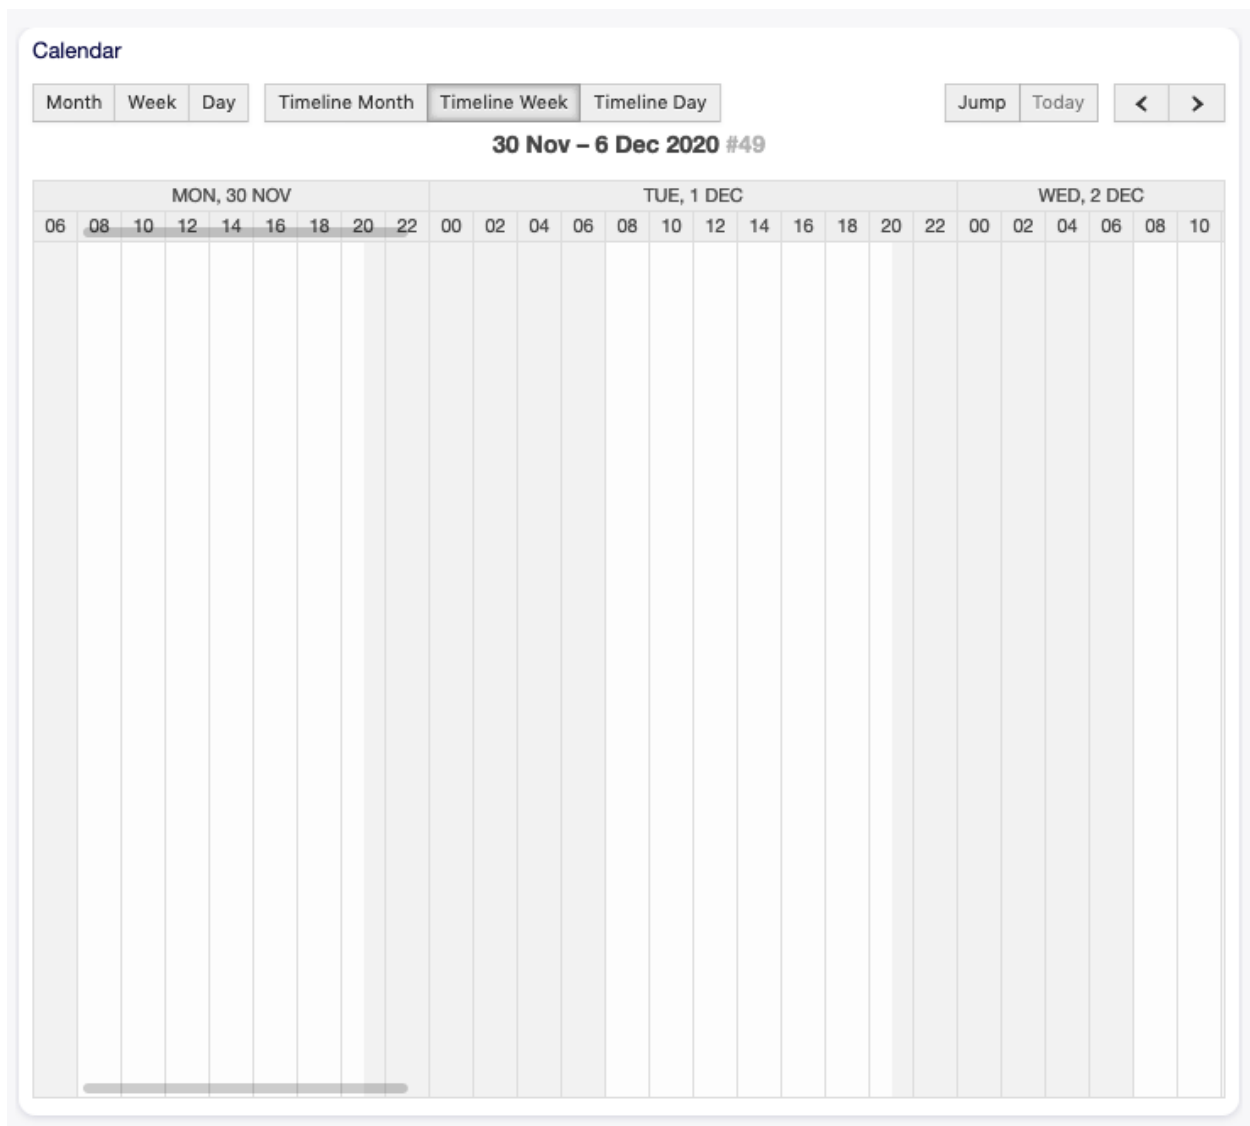 Calendar
Month Week Day Timeline Month Timeline Week Timeline Day Jump Today < >
30 Nov – 6 Dec 2020 #49
MON, 30 NOV TUE, 1 DEC WED, 2 DEC
06 08 10 12 14 16 18 20 22 00 02 04 06 08 10 12 14 16 18 20 22 00 02 04 06 08 10